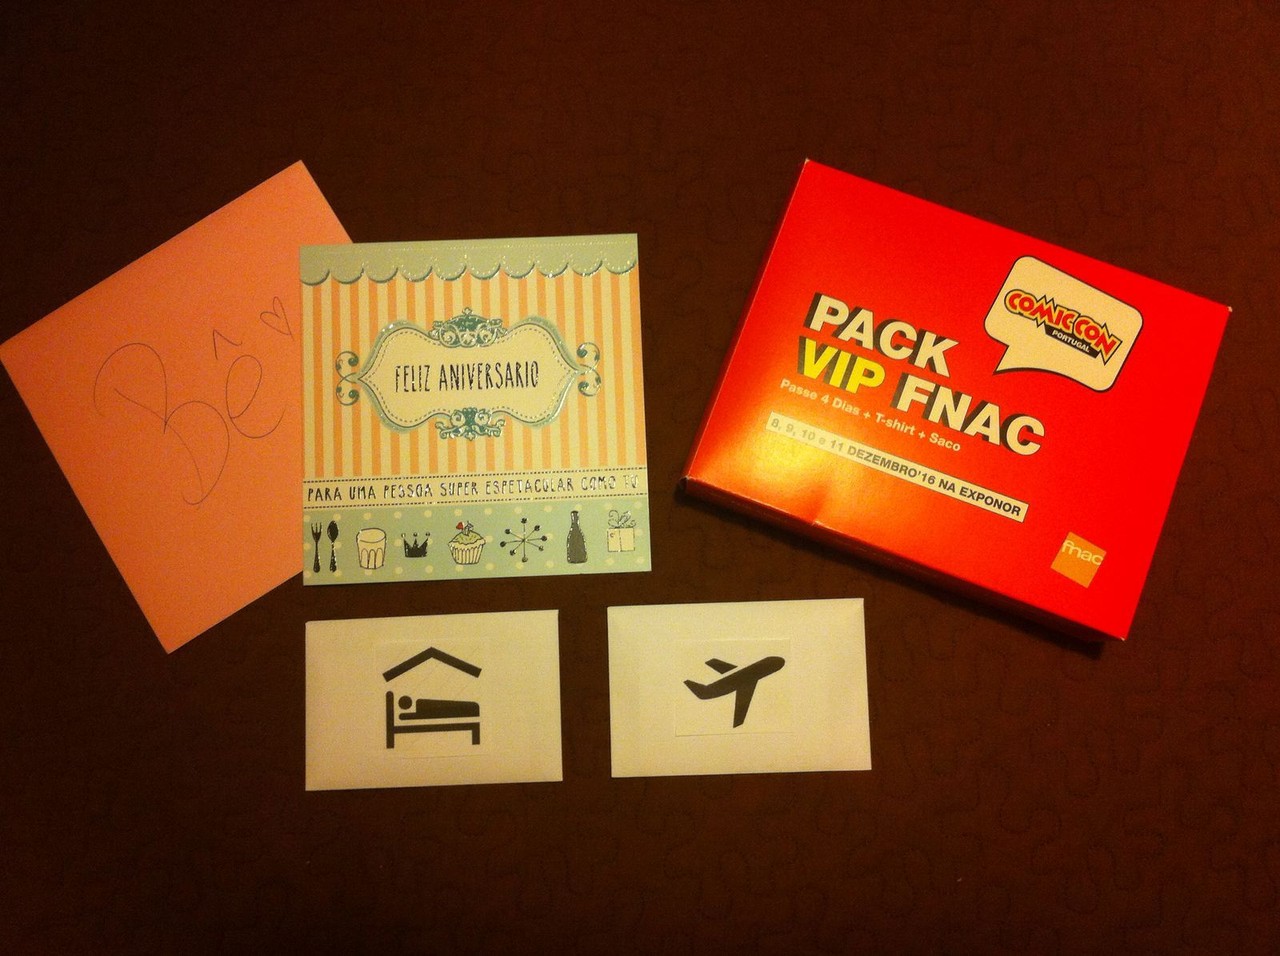 Bê
FELIZ ANIVERSARIO
PARA UMA PESSOA SUPER ESPETACULAR COMO TU
COMIC CON
PORTUGAL
PACK
VIP FNAC
Passe 4 Dias + T-shirt + Saco
8, 9, 10 e 11 DEZEMBRO'16 NA EXPONOR
fnac